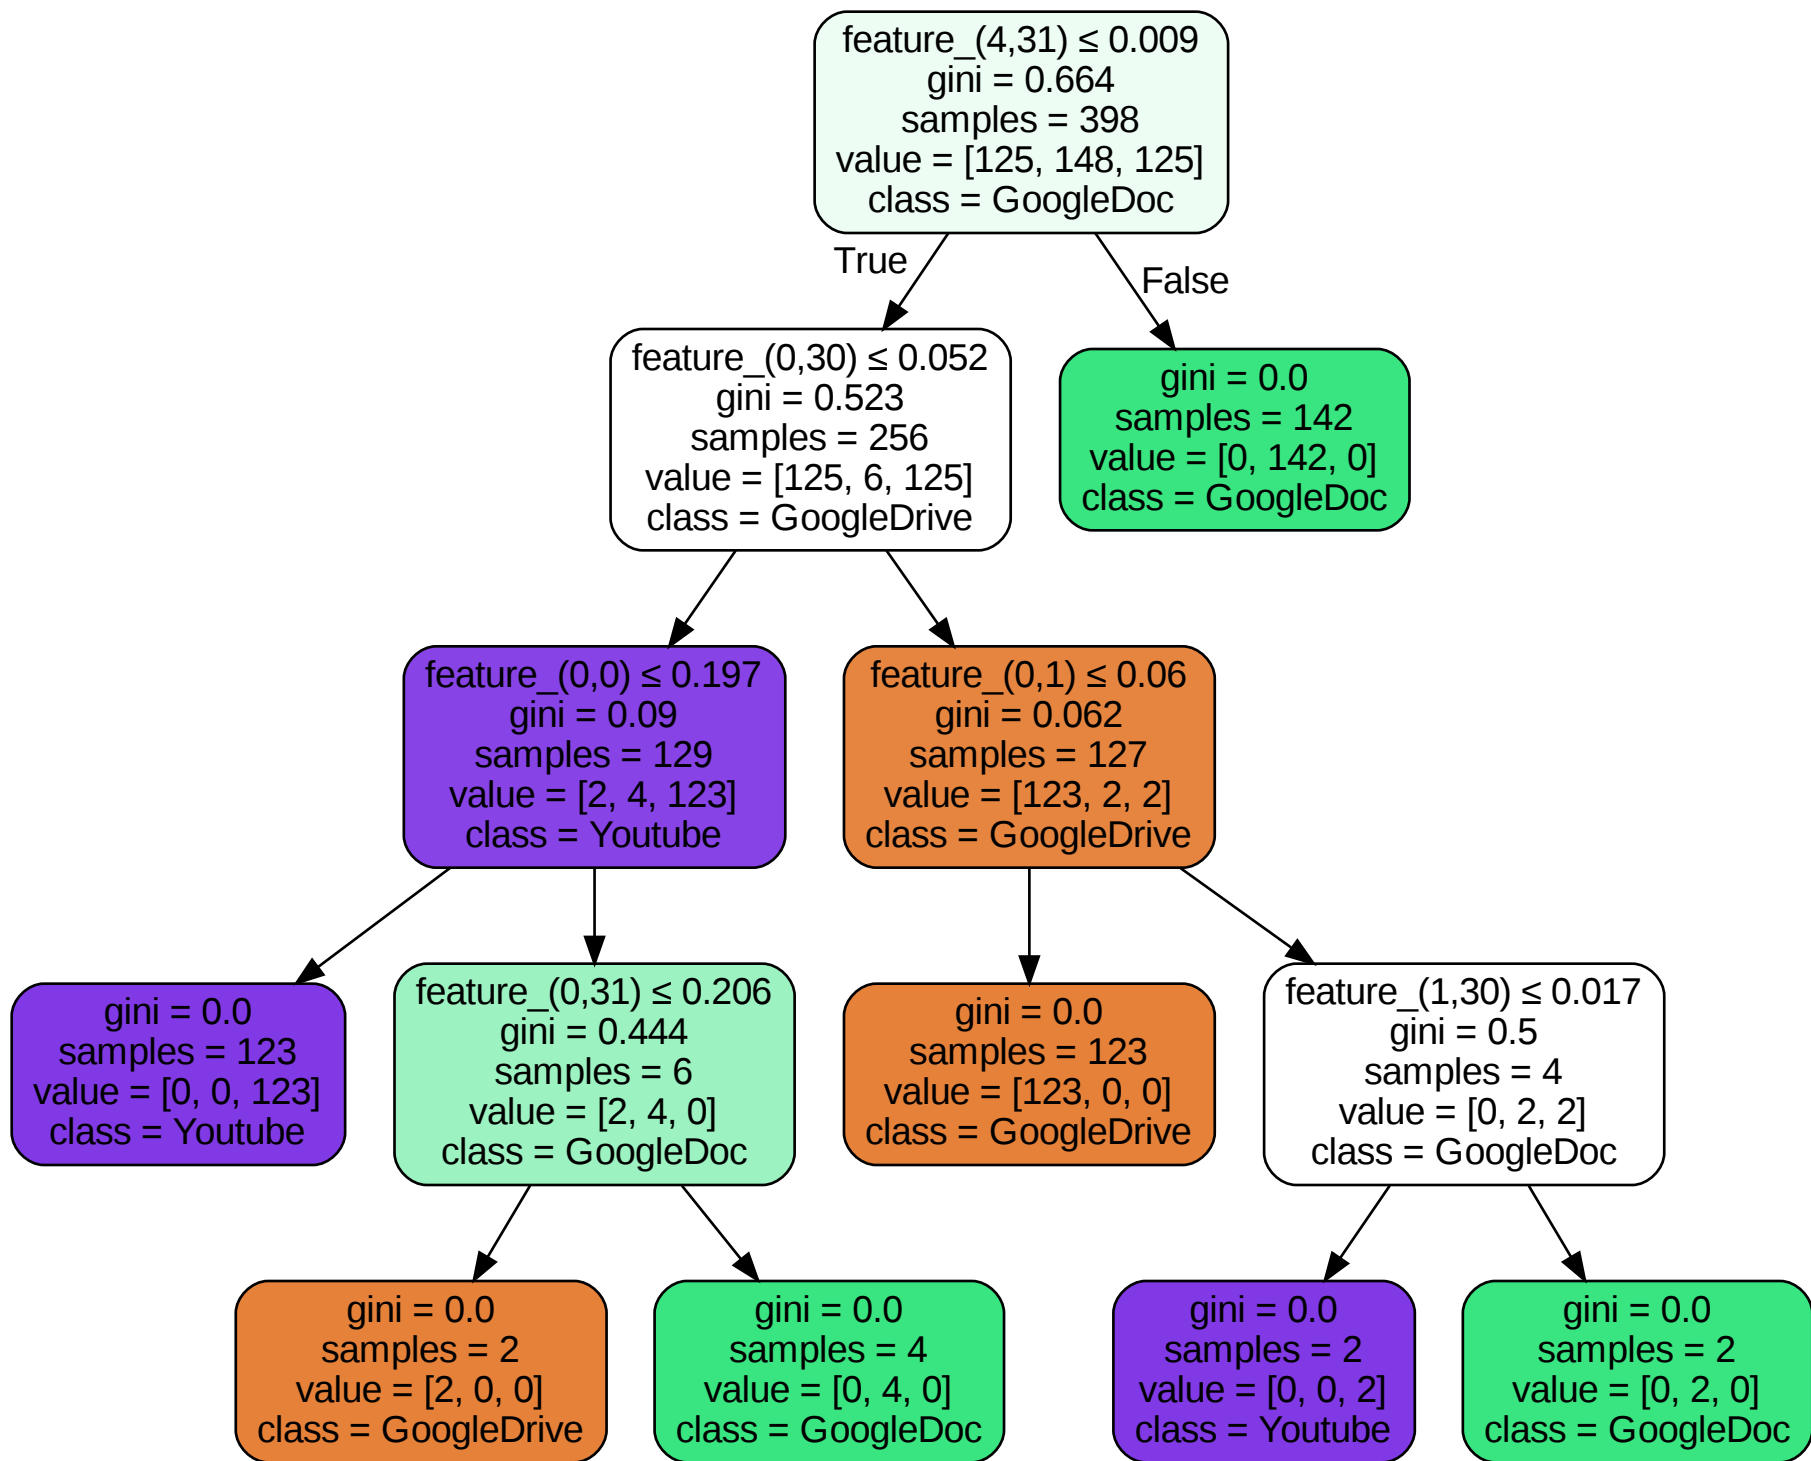 feature_(4,31) ≤ 0.009
gini = 0.664
samples = 398
value = [125, 148, 125]
class = GoogleDoc
True
False
feature_(0,30) ≤ 0.052
gini = 0.523
samples = 256
value = [125, 6, 125]
class = GoogleDrive
gini = 0.0
samples = 142
value = [0, 142, 0]
class = GoogleDoc
feature_(0,0) ≤ 0.197
gini = 0.09
samples = 129
value = [2, 4, 123]
class = Youtube
feature_(0,1) ≤ 0.06
gini = 0.062
samples = 127
value = [123, 2, 2]
class = GoogleDrive
gini = 0.0
samples = 123
value = [0, 0, 123]
class = Youtube
feature_(0,31) ≤ 0.206
gini = 0.444
samples = 6
value = [2, 4, 0]
class = GoogleDoc
gini = 0.0
samples = 123
value = [123, 0, 0]
class = GoogleDrive
feature_(1,30) ≤ 0.017
gini = 0.5
samples = 4
value = [0, 2, 2]
class = GoogleDoc
gini = 0.0
samples = 2
value = [2, 0, 0]
class = GoogleDrive
gini = 0.0
samples = 4
value = [0, 4, 0]
class = GoogleDoc
gini = 0.0
samples = 2
value = [0, 0, 2]
class = Youtube
gini = 0.0
samples = 2
value = [0, 2, 0]
class = GoogleDoc